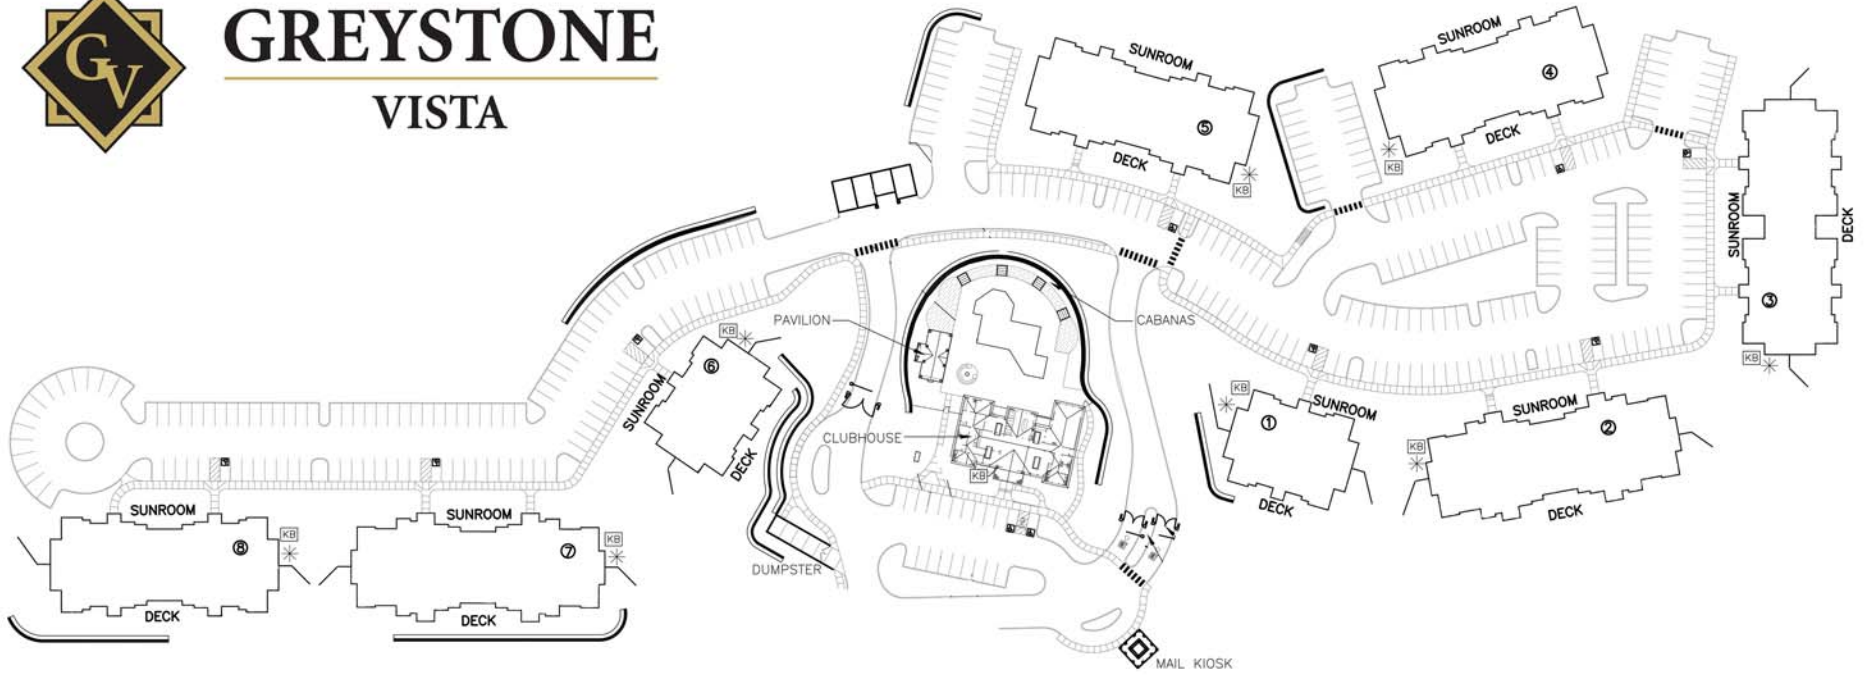 GV
GREYSTONE
VISTA
SUNROOM
⑤
DECK
KB
SUNROOM
④
DECK
KB
SUNROOM
DECK
③
KB
PAVILION
CABANAS
CLUBHOUSE
KB
KB
⑥
SUNROOM
DECK
KB
①
SUNROOM
DECK
KB
SUNROOM
②
DECK
SUNROOM
⑧
KB
DECK
SUNROOM
⑦
KB
DECK
DUMPSTER
MAIL KIOSK